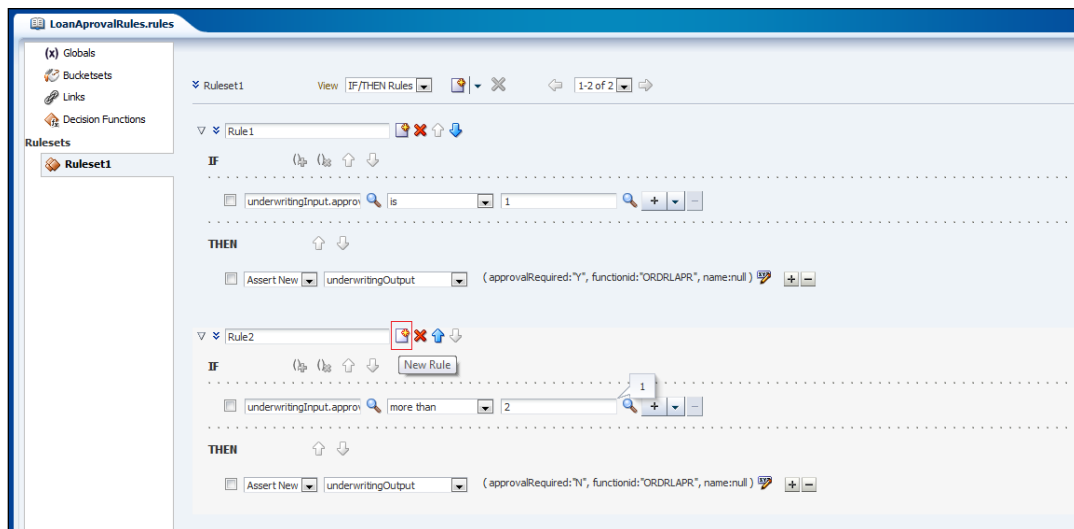 LoanAprovalRules.rules
(x) Globals
Bucketsets
Links
Decision Functions
Rulesets
Ruleset1
Ruleset1 View IF/THEN Rules 1-2 of 2
Rule1
IF
underwritingInput.approv is 1
THEN
Assert New underwritingOutput ( approvalRequired:"Y", functionid:"ORDRLAPR", name:null )
Rule2
IF New Rule
1
underwritingInput.approv more than 2
THEN
Assert New underwritingOutput ( approvalRequired:"N", functionid:"ORDRLAPR", name:null )